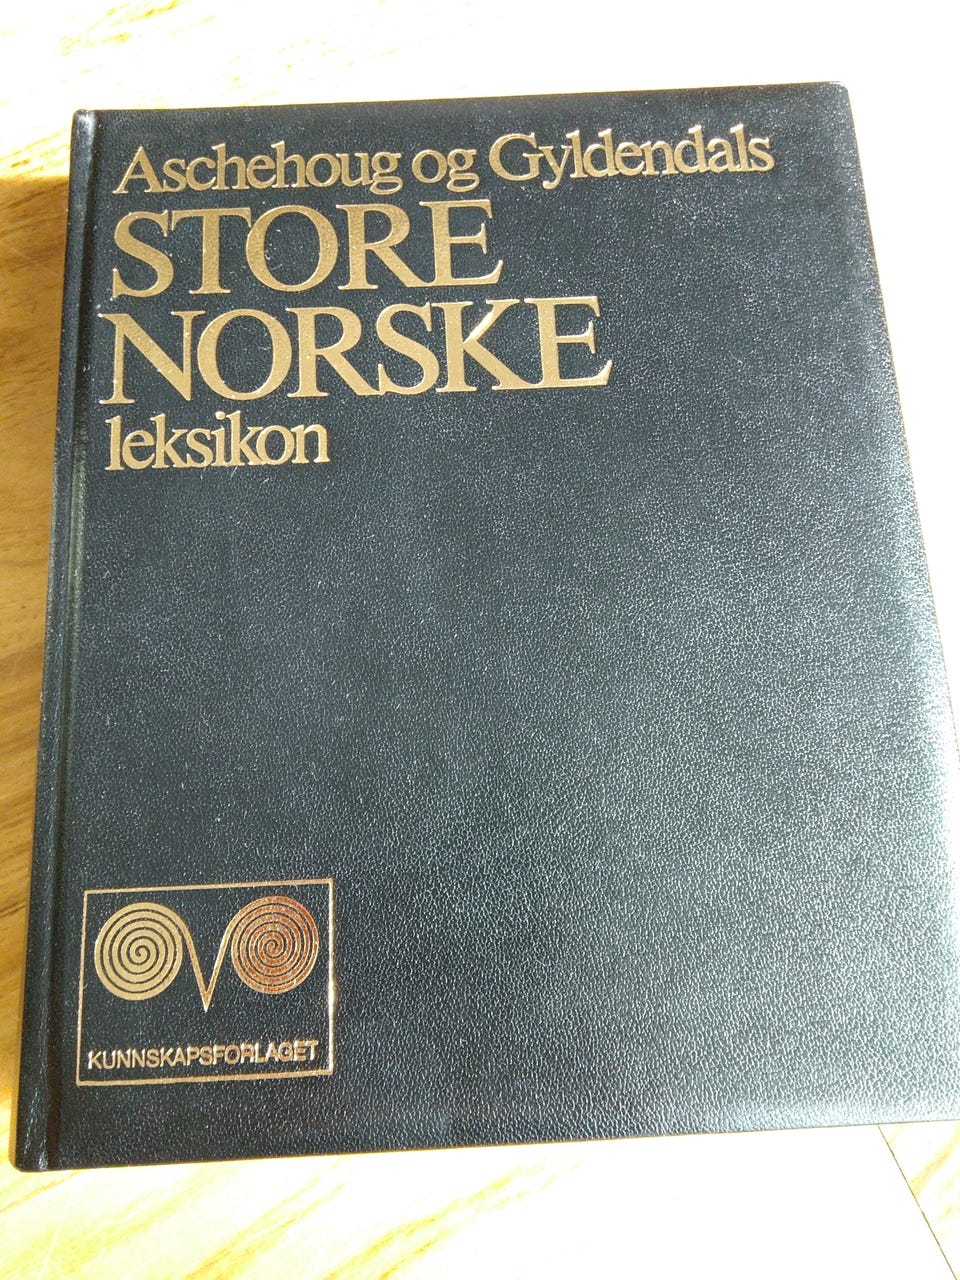 Aschehoug og Gyldendals
STORE
NORSKE
leksikon
KUNNSKAPSFORLAGET